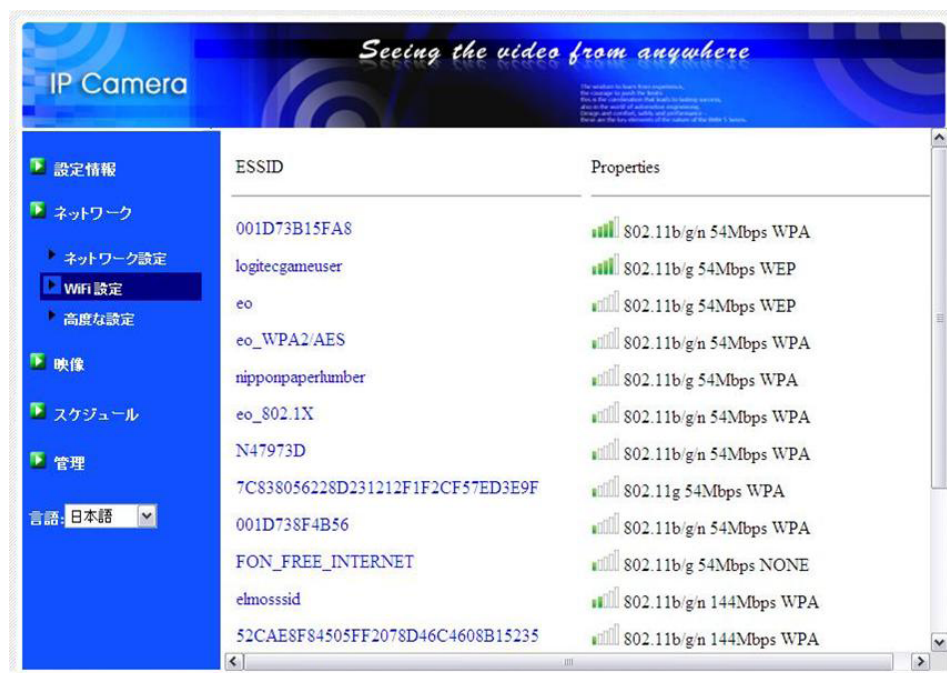 Seeing the video from anywhere
IP Camera
設定情報
ネットワーク
ネットワーク設定
WiFi 設定
高度な設定
映像
スケジュール
管理
言語: 日本語
ESSID Properties
001D73B15FA8 802.11b/g/n 54Mbps WPA
logitecgameuser 802.11b/g 54Mbps WEP
eo 802.11b/g 54Mbps WEP
eo_WPA2/AES 802.11b/g/n 54Mbps WPA
nipponpaperlumber 802.11b/g 54Mbps WPA
eo_802.1X 802.11b/g/n 54Mbps WPA
N47973D 802.11b/g/n 54Mbps WPA
7C838056228D231212F1F2CF57ED3E9F 802.11g 54Mbps WPA
001D738F4B56 802.11b/g/n 54Mbps WPA
FON_FREE_INTERNET 802.11b/g 54Mbps NONE
elmosssid 802.11b/g/n 144Mbps WPA
52CAE8F84505FF2078D46C4608B15235 802.11b/g/n 144Mbps WPA